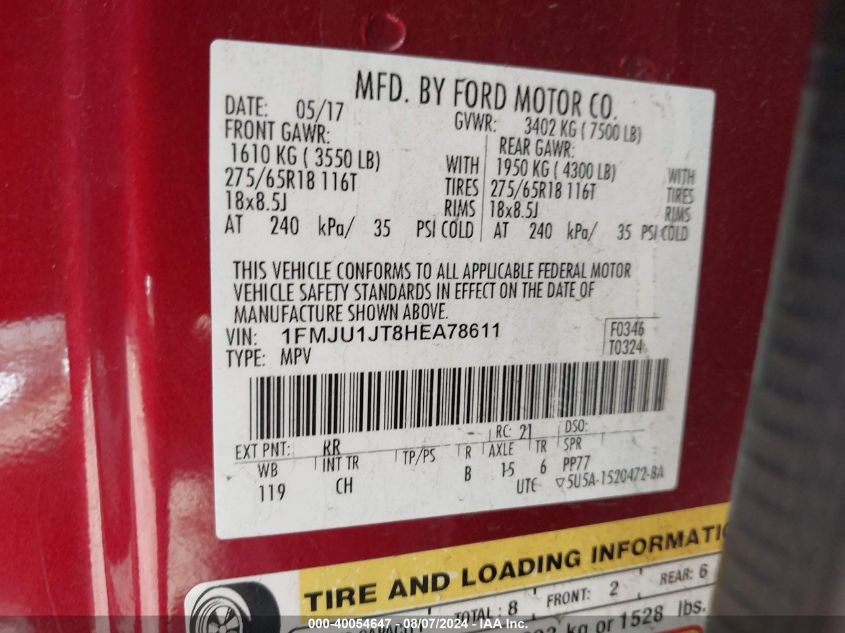 MFD. BY FORD MOTOR CO.
DATE: 05/17 GVWR: 3402 KG ( 7500 LB)
FRONT GAWR: REAR GAWR:
1610 KG ( 3550 LB) WITH 1950 KG ( 4300 LB) WITH
275/65R18 116T TIRES 275/65R18 116T TIRES
18x8.5J RIMS 18x8.5J RIMS
AT 240 kPa/ 35 PSI COLD AT 240 kPa/ 35 PSI COLD
THIS VEHICLE CONFORMS TO ALL APPLICABLE FEDERAL MOTOR
VEHICLE SAFETY STANDARDS IN EFFECT ON THE DATE OF
MANUFACTURE SHOWN ABOVE.
VIN: 1FMJU1JT8HEA78611 F0346
TYPE: MPV T0324
EXT PNT: RR RC: 21 DSO:
WB INT TR TP/PS R AXLE TR SPR
119 CH B 15 6 PP77
UTE ▽5U5A-1520472-BA
TIRE AND LOADING INFORMATI
TOTAL: 8 FRONT: 2 REAR: 6
kg or 1528 lbs.
00-40054647 - 08/07/2024 - IAA Inc.